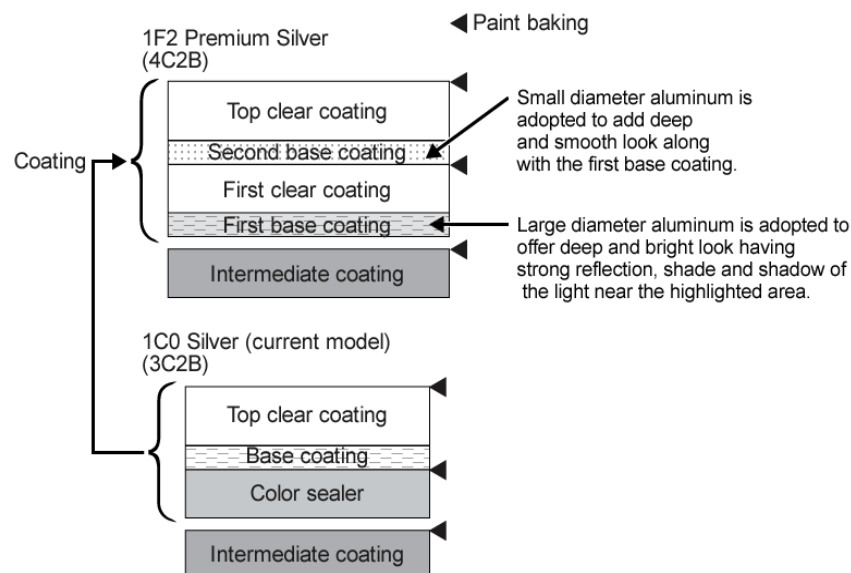 ◀ Paint baking
1F2 Premium Silver
(4C2B)
Top clear coating
Second base coating
First clear coating
First base coating
Intermediate coating
Coating
Small diameter aluminum is
adopted to add deep
and smooth look along
with the first base coating.
Large diameter aluminum is adopted to
offer deep and bright look having
strong reflection, shade and shadow of
the light near the highlighted area.
1C0 Silver (current model)
(3C2B)
Top clear coating
Base coating
Color sealer
Intermediate coating